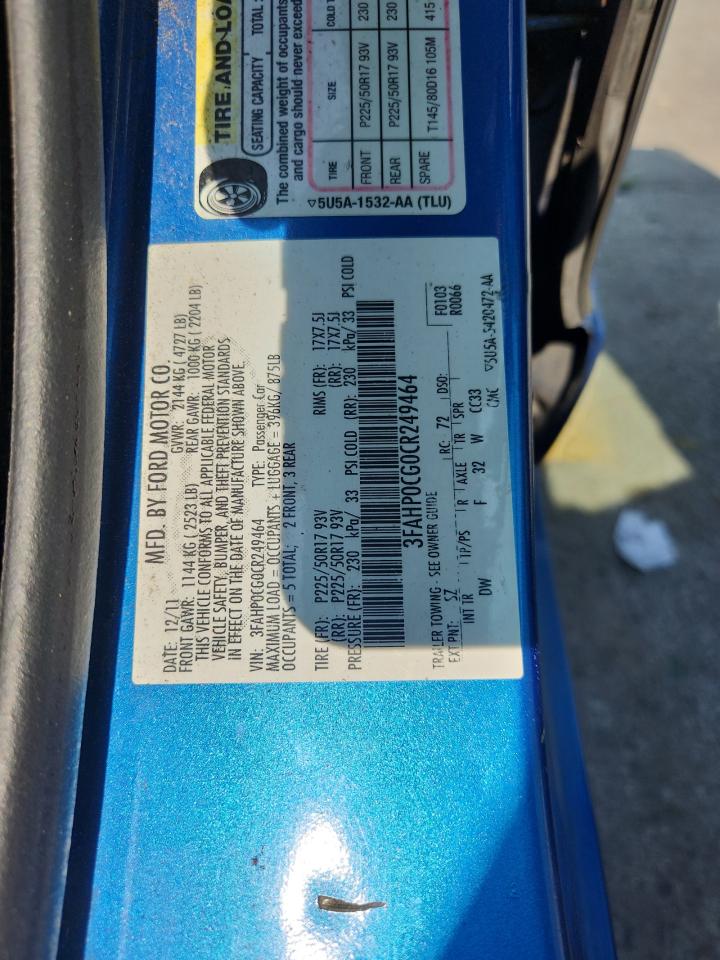 MFD. BY FORD MOTOR CO.
DATE: 12/11 GVWR: 2144 KG ( 4727 LB)
FRONT GAWR: 1144 KG ( 2523 LB) REAR GAWR: 1000 KG ( 2204 LB)
THIS VEHICLE CONFORMS TO ALL APPLICABLE FEDERAL MOTOR
VEHICLE SAFETY, BUMPER, AND THEFT PREVENTION STANDARDS
IN EFFECT ON THE DATE OF MANUFACTURE SHOWN ABOVE.
VIN: 3FAHP0CG0CR249464 TYPE: Passenger Car
MAXIMUM LOAD = OCCUPANTS + LUGGAGE = 396KG/ 875LB
OCCUPANTS = 5 TOTAL; 2 FRONT, 3 REAR
TIRE (FR): P225/50R17 93V RIMS (FR): 17X7.5J
(RR): P225/50R17 93V (RR): 17X7.5J
PRESSURE (FR): 230 kPa/ 33 PSI COLD (RR): 230 kPa/ 33 PSI COLD
3FAHP0CG0CR249464
TRAILER TOWING - SEE OWNER GUIDE F0103
EXT PNT: SZ RC: 72 DSO: R0066
INT TR TP/PS R AXLE TR SPR
DW F 32 W CC33 CMC ▽5U5A-5420472-AA
TIRE AND LOA
SEATING CAPACITY TOTAL :
The combined weight of occupants
and cargo should never exceed
TIRE SIZE COLD T
FRONT P225/50R17 93V 230
REAR P225/50R17 93V 230
SPARE T145/80D16 105M 415
▽5U5A-1532-AA (TLU)